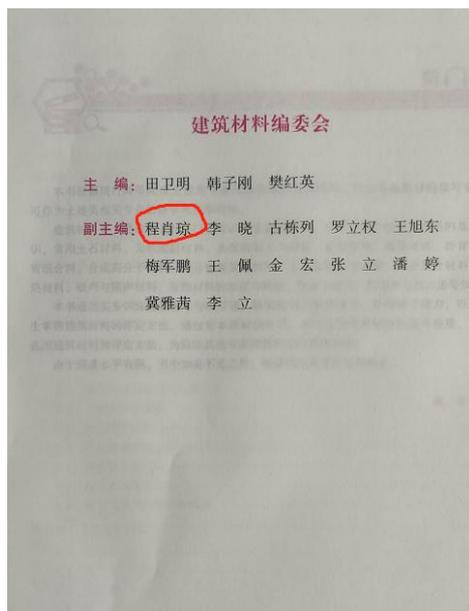 建筑材料编委会
主 编：田卫明 韩子刚 樊红英
副主编：程肖琼 李 晓 古栋列 罗立权 王旭东
梅军鹏 王 佩 金 宏 张 立 潘 婷
冀雅茜 李 立